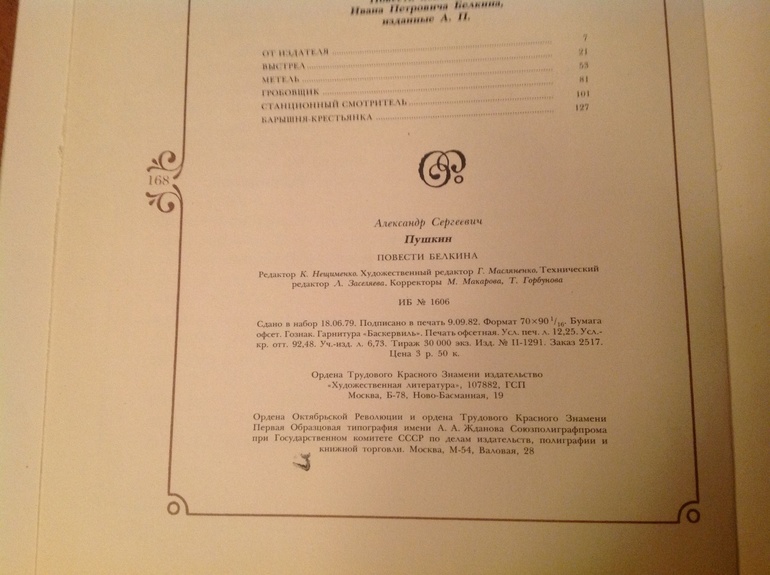 Ивана Петровича Белкина,
изданные А. П.
ОТ ИЗДАТЕЛЯ 7
ВЫСТРЕЛ 21
МЕТЕЛЬ 53
ГРОБОВЩИК 81
СТАНЦИОННЫЙ СМОТРИТЕЛЬ 101
БАРЫШНЯ-КРЕСТЬЯНКА 127
168
Александр Сергеевич
Пушкин
ПОВЕСТИ БЕЛКИНА
Редактор К. Нещименко. Художественный редактор Г. Масляненко. Технический
редактор Л. Заселяева. Корректоры М. Макарова, Т. Горбунова
ИБ № 1606
Сдано в набор 18.06.79. Подписано в печать 9.09.82. Формат 70×90 1/16. Бумага
офсет. Гознак. Гарнитура «Баскервиль». Печать офсетная. Усл. печ. л. 12,25. Усл.-
кр. отт. 92,48. Уч.-изд. л. 6,73. Тираж 30 000 экз. Изд. № II-1291. Заказ 2517.
Цена 3 р. 50 к.
Ордена Трудового Красного Знамени издательство
«Художественная литература», 107882, ГСП
Москва, Б-78, Ново-Басманная, 19
Ордена Октябрьской Революции и ордена Трудового Красного Знамени
Первая Образцовая типография имени А. А. Жданова Союзполиграфпрома
при Государственном комитете СССР по делам издательств, полиграфии и
книжной торговли. Москва, М-54, Валовая, 28